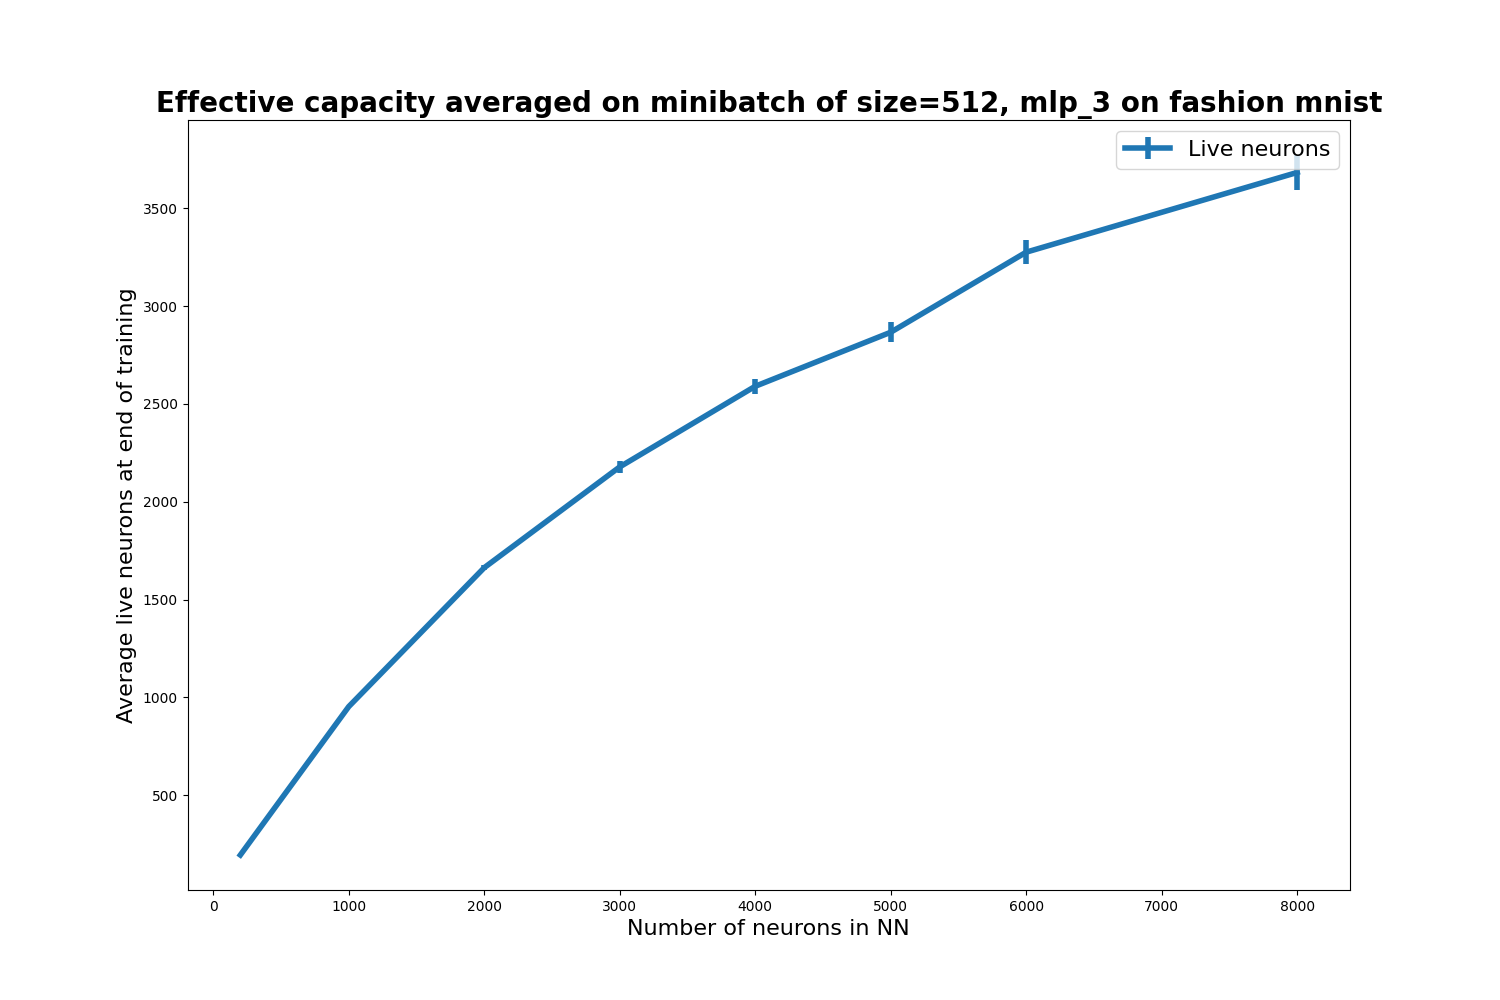 Effective capacity averaged on minibatch of size=512, mlp_3 on fashion mnist
Live neurons
3500
3000
2500
2000
1500
1000
500
Average live neurons at end of training
0 1000 2000 3000 4000 5000 6000 7000 8000
Number of neurons in NN